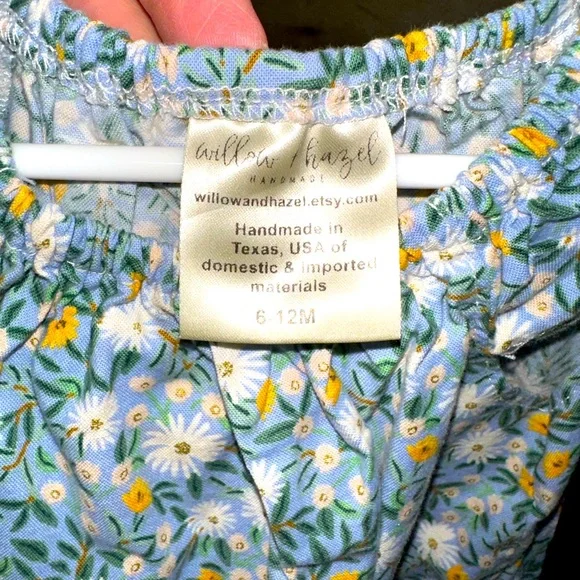 willow / hazel
HANDMADE
willowandhazel.etsy.com
Handmade in
Texas, USA of
domestic & imported
materials
6-12M